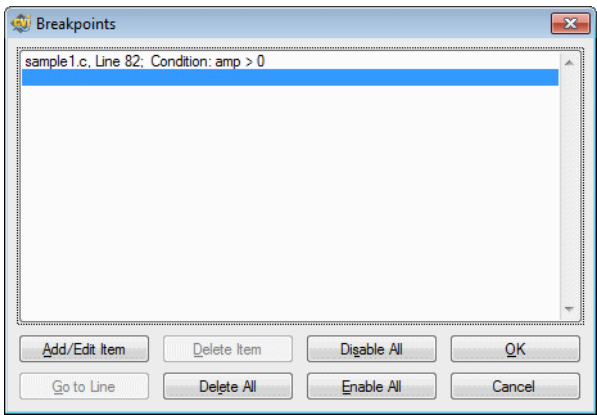 Breakpoints
sample1.c, Line 82;  Condition: amp > 0
Add/Edit Item
Delete Item
Disable All
OK
Go to Line
Delete All
Enable All
Cancel